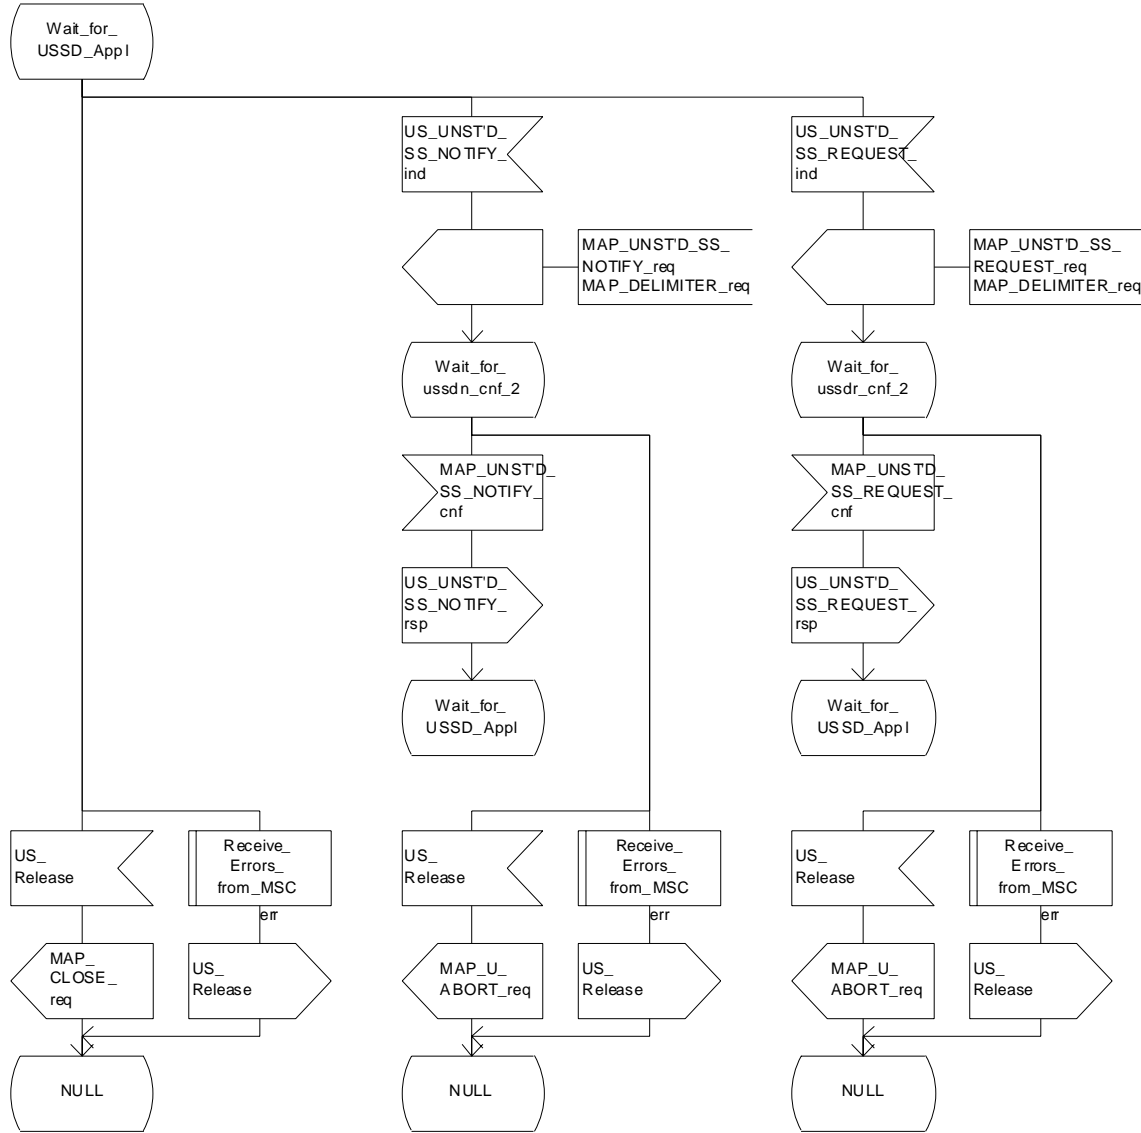 Wait_for_
USSD_Appl
US_UNST'D_
SS_NOTIFY_
ind
US_UNST'D_
SS_REQUEST_
ind
MAP_UNST'D_SS_
NOTIFY_req
MAP_DELIMITER_req
MAP_UNST'D_SS_
REQUEST_req
MAP_DELIMITER_req
Wait_for_
ussdn_cnf_2
Wait_for_
ussdr_cnf_2
MAP_UNST'D_
SS_NOTIFY_
cnf
MAP_UNST'D_
SS_REQUEST_
cnf
US_UNST'D_
SS_NOTIFY_
rsp
US_UNST'D_
SS_REQUEST_
rsp
Wait_for_
USSD_Appl
Wait_for_
USSD_Appl
US_
Release
Receive_
Errors_
from_MSC
err
US_
Release
Receive_
Errors_
from_MSC
err
US_
Release
Receive_
Errors_
from_MSC
err
MAP_
CLOSE_
req
US_
Release
MAP_U_
ABORT_req
US_
Release
MAP_U_
ABORT_req
US_
Release
NULL
NULL
NULL